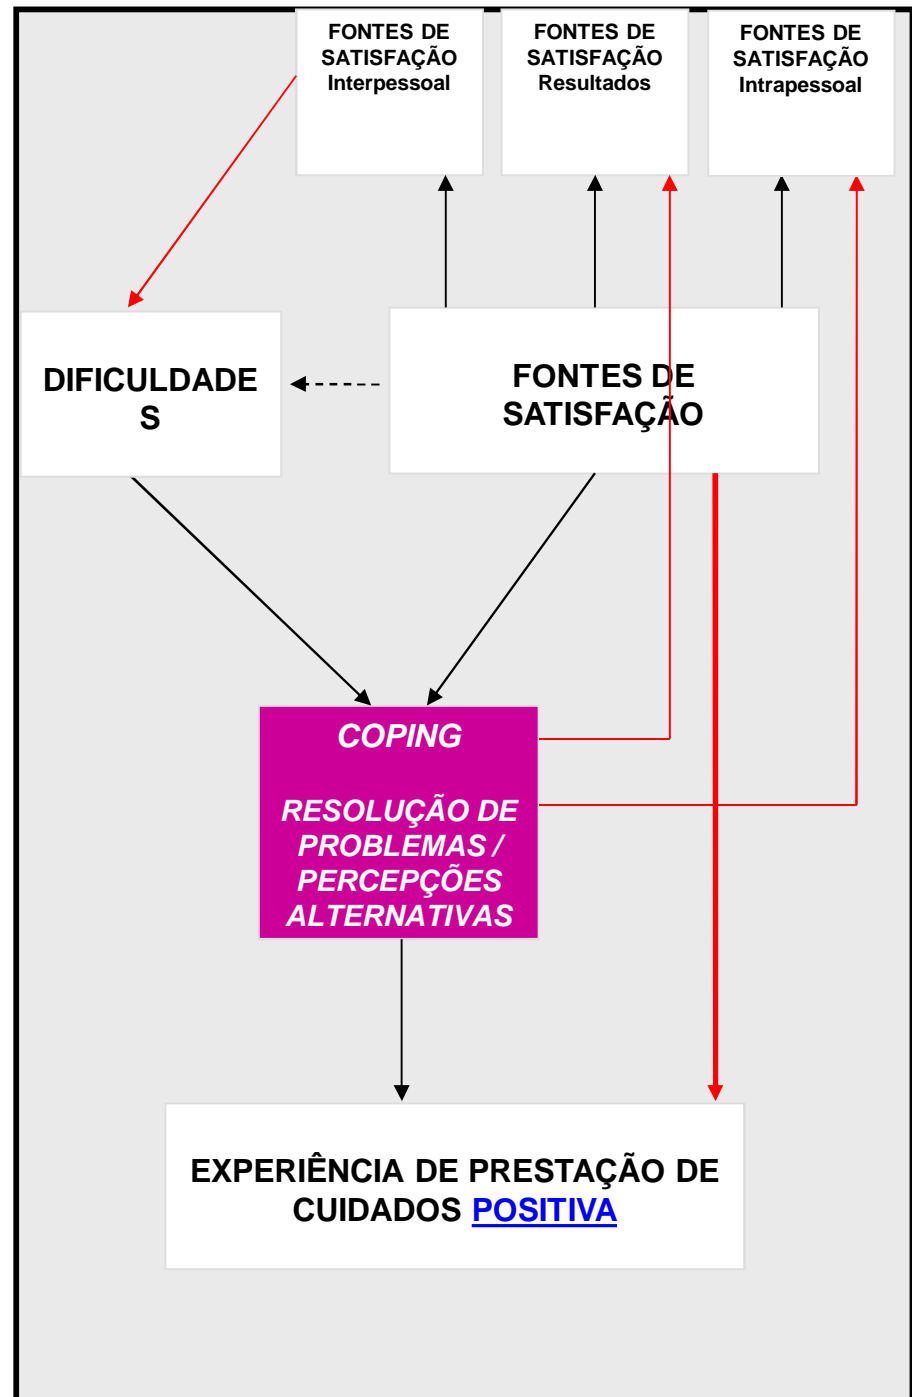 FONTES DE
SATISFAÇÃO
Interpessoal
FONTES DE
SATISFAÇÃO
Resultados
FONTES DE
SATISFAÇÃO
Intrapessoal
DIFICULDADE
S
FONTES DE
SATISFAÇÃO
COPING
RESOLUÇÃO DE
PROBLEMAS /
PERCEPÇÕES
ALTERNATIVAS
EXPERIÊNCIA DE PRESTAÇÃO DE
CUIDADOS POSITIVA